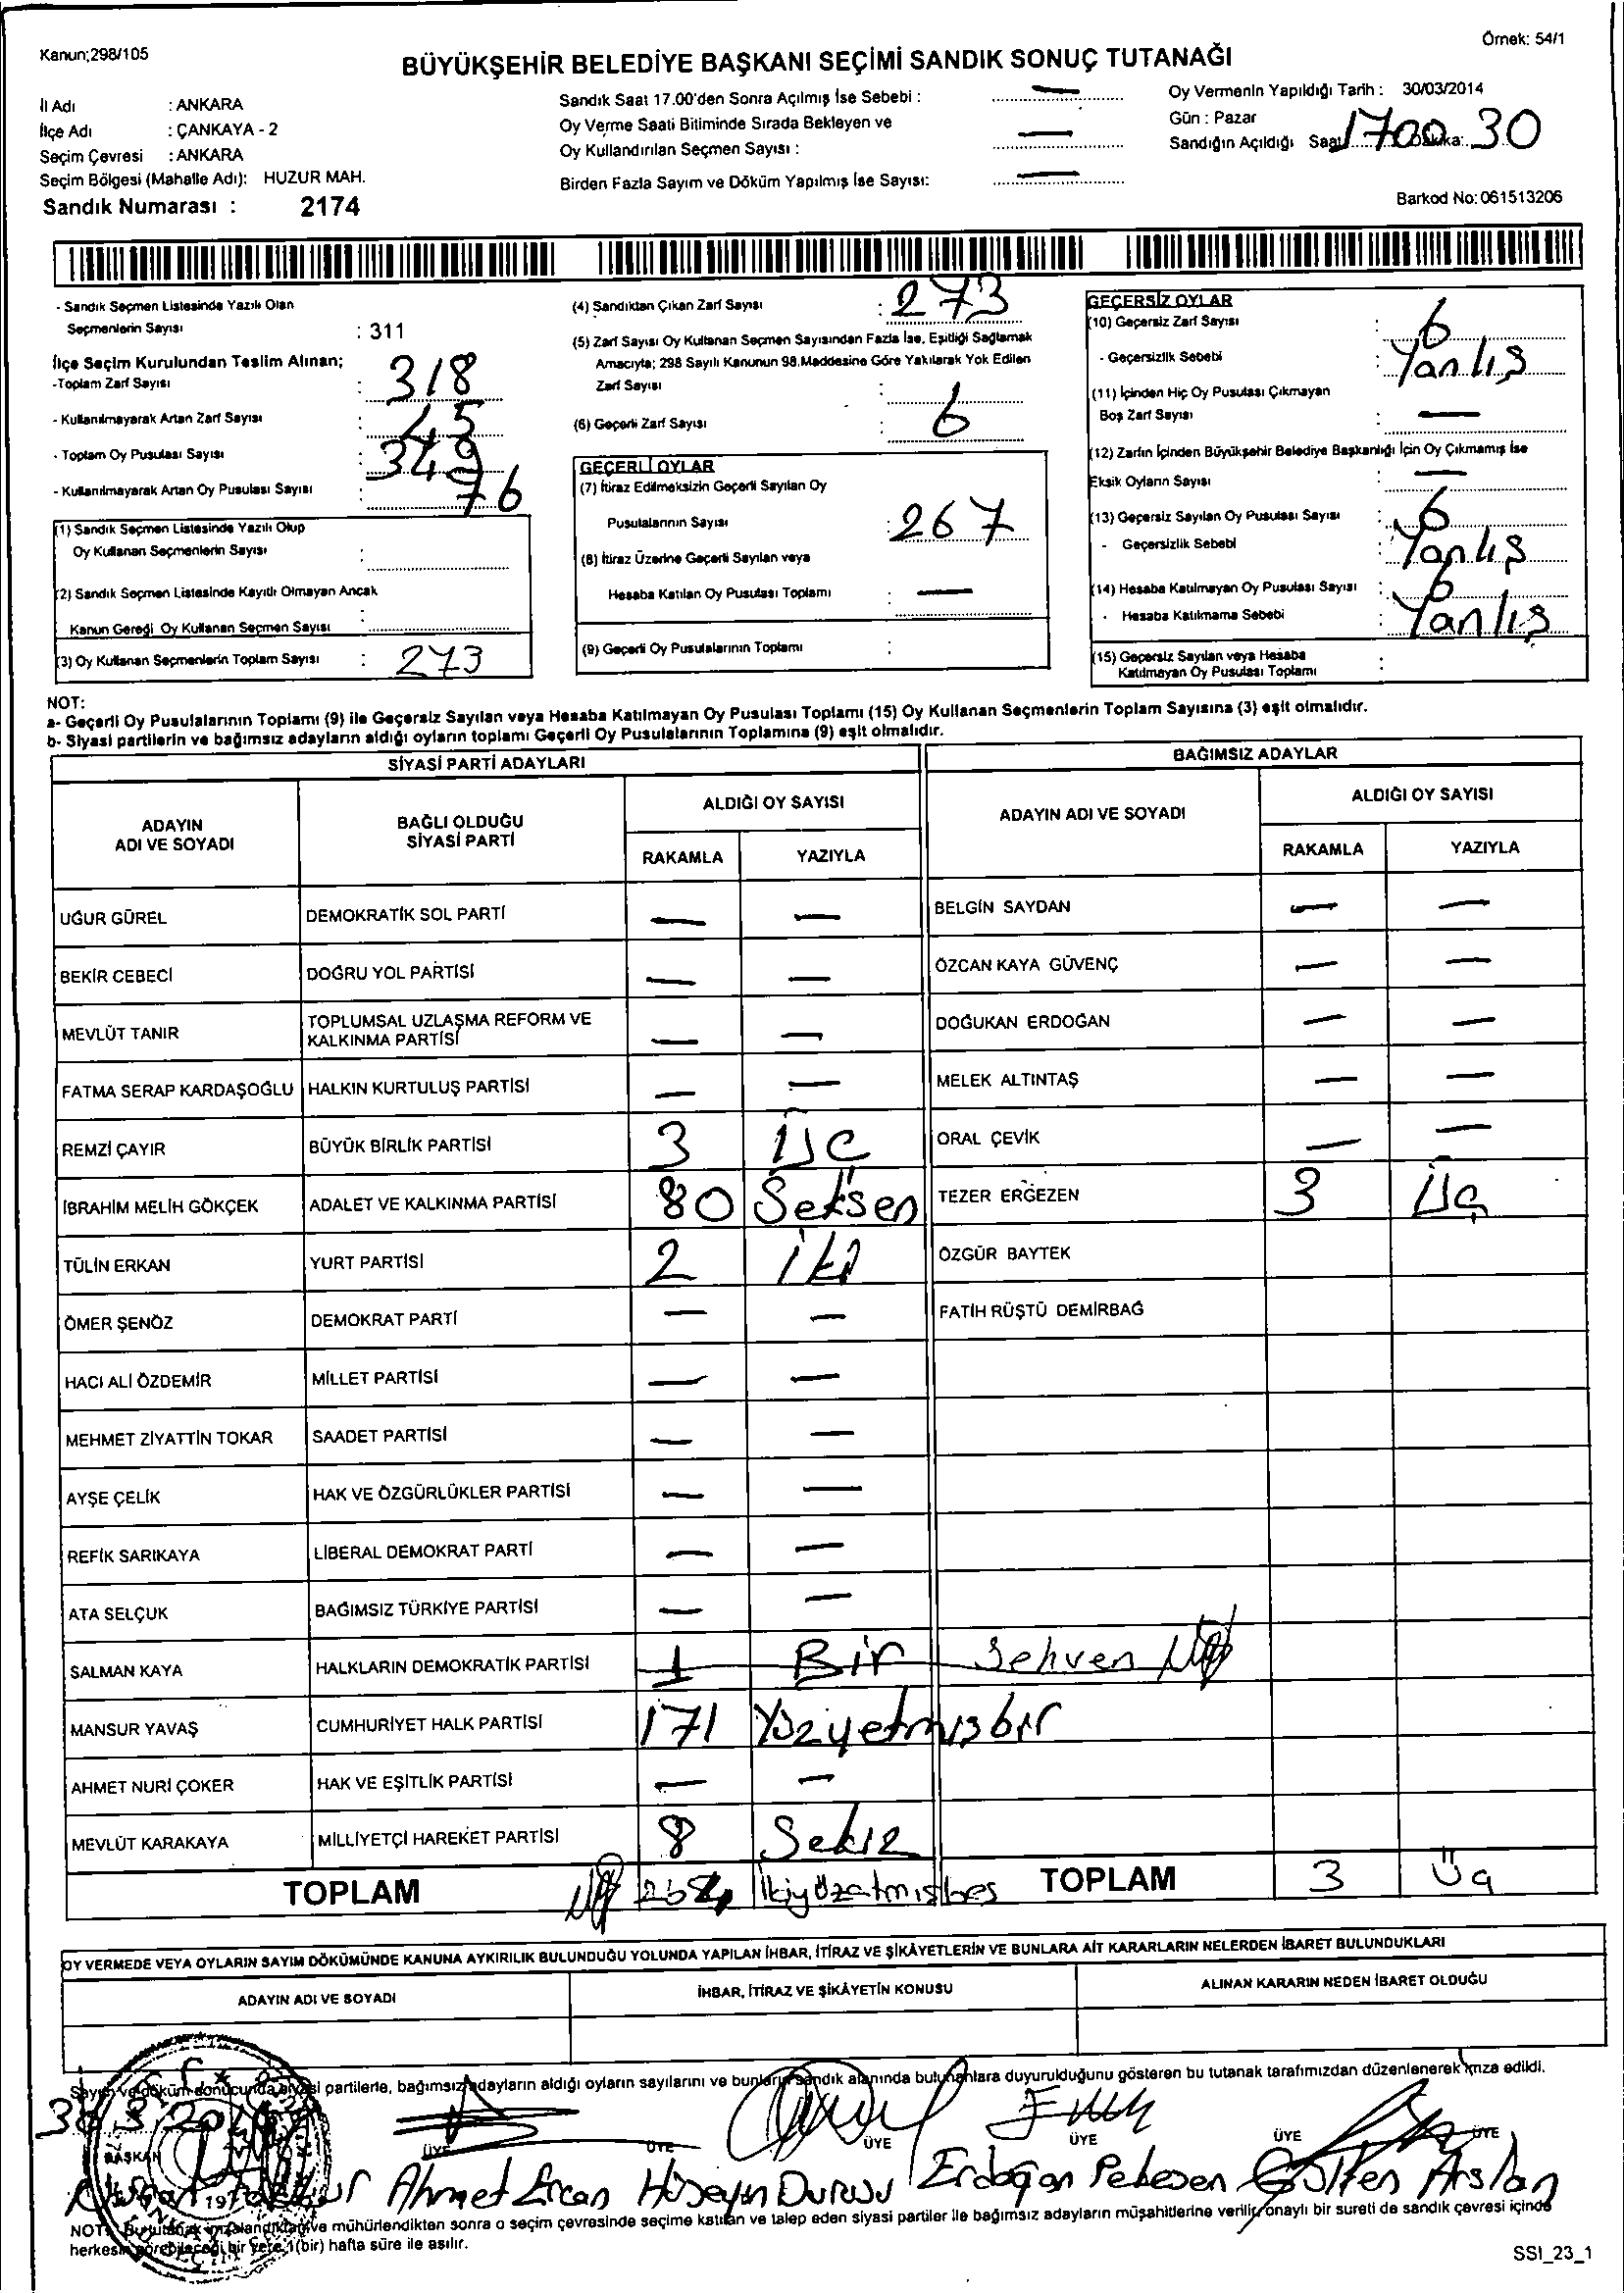 Kanun;298/105
Örnek: 54/1
BÜYÜKŞEHİR BELEDİYE BAŞKANI SEÇİMİ SANDIK SONUÇ TUTANAĞI
İl Adı : ANKARA
İlçe Adı : ÇANKAYA - 2
Seçim Çevresi : ANKARA
Seçim Bölgesi (Mahalle Adı): HUZUR MAH.
Sandık Numarası : 2174
Sandık Saat 17.00'den Sonra Açılmış İse Sebebi : —
Oy Verme Saati Bitiminde Sırada Bekleyen ve
Oy Kullandırılan Seçmen Sayısı : —
Birden Fazla Sayım ve Döküm Yapılmış İse Sayısı: —
Oy Vermenin Yapıldığı Tarih : 30/03/2014
Gün : Pazar
Sandığın Açıldığı Saat 1700 Dakika: 30
Barkod No: 061513206
- Sandık Seçmen Listesinde Yazılı Olan
Seçmenlerin Sayısı : 311
İlçe Seçim Kurulundan Teslim Alınan;
-Toplam Zarf Sayısı : 318
- Kullanılmayarak Artan Zarf Sayısı : 45
- Toplam Oy Pusulası Sayısı : 349
- Kullanılmayarak Artan Oy Pusulası Sayısı : 76
(1) Sandık Seçmen Listesinde Yazılı Olup
Oy Kullanan Seçmenlerin Sayısı :
(2) Sandık Seçmen Listesinde Kayıtlı Olmayan Ancak
Kanun Gereği Oy Kullanan Seçmen Sayısı :
(3) Oy Kullanan Seçmenlerin Toplam Sayısı : 273
(4) Sandıktan Çıkan Zarf Sayısı : 273
(5) Zarf Sayısı Oy Kullanan Seçmen Sayısından Fazla İse, Eşitliği Sağlamak
Amacıyla; 298 Sayılı Kanunun 98.Maddesine Göre Yakılarak Yok Edilen
Zarf Sayısı :
(6) Geçerli Zarf Sayısı : 6
GEÇERLİ OYLAR
(7) İtiraz Edilmeksizin Geçerli Sayılan Oy
Pusulalarının Sayısı : 267
(8) İtiraz Üzerine Geçerli Sayılan veya
Hesaba Katılan Oy Pusulası Toplamı : —
(9) Geçerli Oy Pusulalarının Toplamı :
GEÇERSİZ OYLAR
(10) Geçersiz Zarf Sayısı : 6
- Geçersizlik Sebebi : Yanlış
(11) İçinden Hiç Oy Pusulası Çıkmayan
Boş Zarf Sayısı : —
(12) Zarfın İçinden Büyükşehir Belediye Başkanlığı İçin Oy Çıkmamış İse
Eksik Oyların Sayısı : —
(13) Geçersiz Sayılan Oy Pusulası Sayısı : 6
- Geçersizlik Sebebi : Yanlış
(14) Hesaba Katılmayan Oy Pusulası Sayısı : 6
- Hesaba Katılmama Sebebi : Yanlış
(15) Geçersiz Sayılan veya Hesaba
Katılmayan Oy Pusulası Toplamı :
NOT:
a- Geçerli Oy Pusulalarının Toplamı (9) ile Geçersiz Sayılan veya Hesaba Katılmayan Oy Pusulası Toplamı (15) Oy Kullanan Seçmenlerin Toplam Sayısına (3) eşit olmalıdır.
b- Siyasi partilerin ve bağımsız adayların aldığı oyların toplamı Geçerli Oy Pusulalarının Toplamına (9) eşit olmalıdır.
SİYASİ PARTİ ADAYLARI
ADAYIN ADI VE SOYADI
BAĞLI OLDUĞU SİYASİ PARTİ
ALDIĞI OY SAYISI
RAKAMLA YAZIYLA
UĞUR GÜREL DEMOKRATİK SOL PARTİ — —
BEKİR CEBECİ DOĞRU YOL PARTİSİ — —
MEVLÜT TANIR TOPLUMSAL UZLAŞMA REFORM VE KALKINMA PARTİSİ — —
FATMA SERAP KARDAŞOĞLU HALKIN KURTULUŞ PARTİSİ — —
REMZİ ÇAYIR BÜYÜK BİRLİK PARTİSİ 3 Üç
İBRAHİM MELİH GÖKÇEK ADALET VE KALKINMA PARTİSİ 80 Seksen
TÜLİN ERKAN YURT PARTİSİ 2 iki
ÖMER ŞENÖZ DEMOKRAT PARTİ — —
HACI ALİ ÖZDEMİR MİLLET PARTİSİ — —
MEHMET ZİYATTİN TOKAR SAADET PARTİSİ — —
AYŞE ÇELİK HAK VE ÖZGÜRLÜKLER PARTİSİ — —
REFİK SARIKAYA LİBERAL DEMOKRAT PARTİ — —
ATA SELÇUK BAĞIMSIZ TÜRKİYE PARTİSİ — —
SALMAN KAYA HALKLARIN DEMOKRATİK PARTİSİ 1 Bir Sehven
MANSUR YAVAŞ CUMHURİYET HALK PARTİSİ 171 Yüzyetmişbir
AHMET NURİ ÇOKER HAK VE EŞİTLİK PARTİSİ — —
MEVLÜT KARAKAYA MİLLİYETÇİ HAREKET PARTİSİ 8 Sekiz
TOPLAM 264 İkiyüzatmışbeş
BAĞIMSIZ ADAYLAR
ADAYIN ADI VE SOYADI
ALDIĞI OY SAYISI
RAKAMLA YAZIYLA
BELGİN SAYDAN — —
ÖZCAN KAYA GÜVENÇ — —
DOĞUKAN ERDOĞAN — —
MELEK ALTINTAŞ — —
ORAL ÇEVİK — —
TEZER ERGEZEN 3 Üç
ÖZGÜR BAYTEK
FATİH RÜŞTÜ DEMİRBAĞ
TOPLAM 3 Üç
OY VERMEDE VEYA OYLARIN SAYIM DÖKÜMÜNDE KANUNA AYKIRILIK BULUNDUĞU YOLUNDA YAPILAN İHBAR, İTİRAZ VE ŞİKÂYETLERİN VE BUNLARA AİT KARARLARIN NELERDEN İBARET BULUNDUKLARI
ADAYIN ADI VE SOYADI
İHBAR, İTİRAZ VE ŞİKÂYETİN KONUSU
ALINAN KARARIN NEDEN İBARET OLDUĞU
Sayım ve döküm sonucunda siyasi partilerle, bağımsız adayların aldığı oyların sayılarını ve bunların sandık alanında bulunanlara duyurulduğunu gösteren bu tutanak tarafımızdan düzenlenerek imza edildi.
BAŞKAN ÜYE ÜYE ÜYE ÜYE ÜYE ÜYE
Ahmet Ercan Hüseyin Durusu Erdoğan Gülten Arslan
NOT: Bu tutanak imzalandıktan ve mühürlendikten sonra o seçim çevresinde seçime katılan ve talep eden siyasi partiler ile bağımsız adayların müşahitlerine verilir, onaylı bir sureti de sandık çevresi içinde
herkesin görebileceği bir yere 1 (bir) hafta süre ile asılır.
SSI_23_1